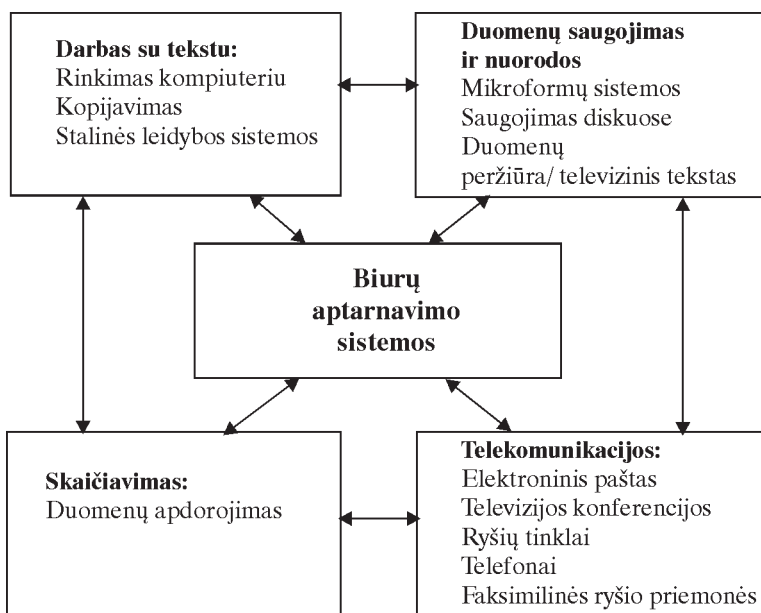 Darbas su tekstu:
Rinkimas kompiuteriu
Kopijavimas
Stalinės leidybos sistemos
Duomenų saugojimas
ir nuorodos
Mikroformų sistemos
Saugojimas diskuose
Duomenų
peržiūra/ televizinis tekstas
Biurų
aptarnavimo
sistemos
Skaičiavimas:
Duomenų apdorojimas
Telekomunikacijos:
Elektroninis paštas
Televizijos konferencijos
Ryšių tinklai
Telefonai
Faksimilinės ryšio priemonės